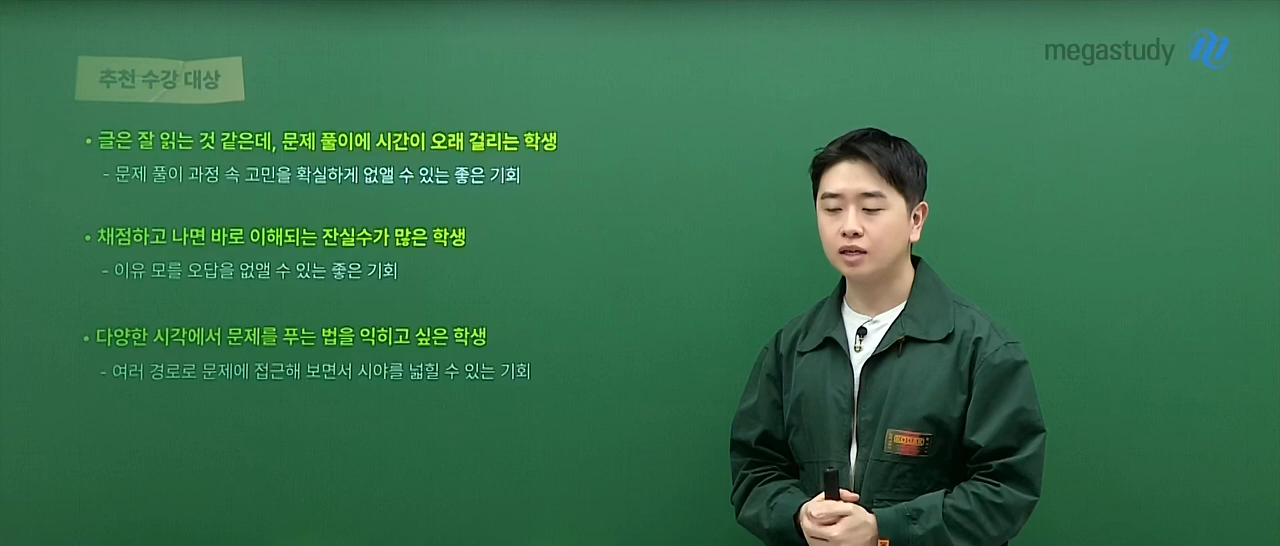 megastudy
추천 수강 대상
• 글은 잘 읽는 것 같은데, 문제 풀이에 시간이 오래 걸리는 학생
- 문제 풀이 과정 속 고민을 확실하게 없앨 수 있는 좋은 기회
• 채점하고 나면 바로 이해되는 잔실수가 많은 학생
- 이유 모를 오답을 없앨 수 있는 좋은 기회
• 다양한 시각에서 문제를 푸는 법을 익히고 싶은 학생
- 여러 경로로 문제에 접근해 보면서 시야를 넓힐 수 있는 기회